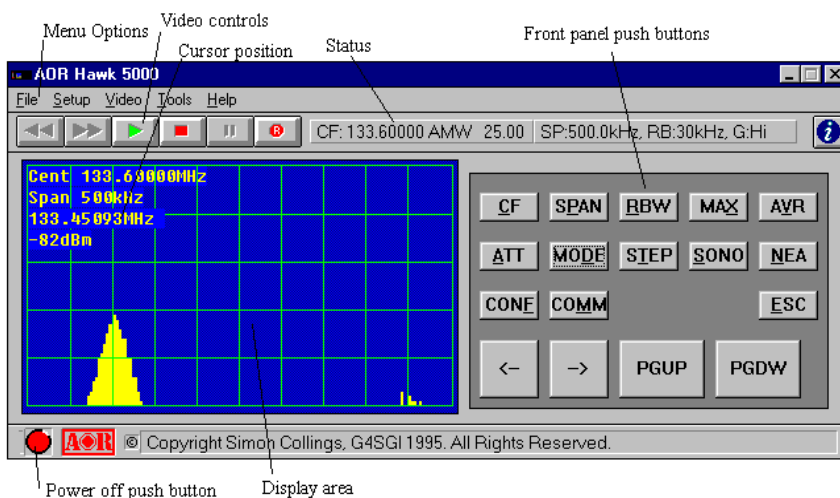 Video controls
Menu Options
Cursor position
Status
Front panel push buttons
AOR Hawk 5000
File Setup Video Tools Help
R
CF: 133.60000 AMW 25.00
SP:500.0kHz, RB:30kHz, G:Hi
i
Cent 133.60000MHz
Span 500kHz
133.45093MHz
-82dBm
CF SPAN RBW MAX AVR
ATT MODE STEP SONO NEA
CONF COMM ESC
<- -> PGUP PGDW
AOR © Copyright Simon Collings, G4SGI 1995. All Rights Reserved.
Power off push button
Display area